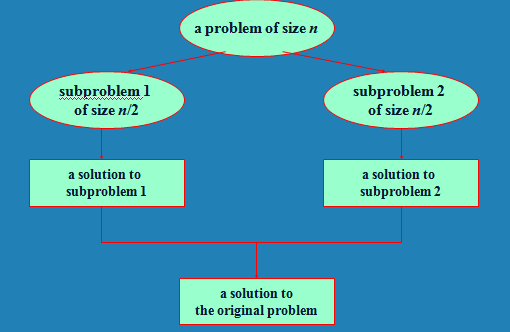 a problem of size n
subproblem 1
of size n/2
subproblem 2
of size n/2
a solution to
subproblem 1
a solution to
subproblem 2
a solution to
the original problem